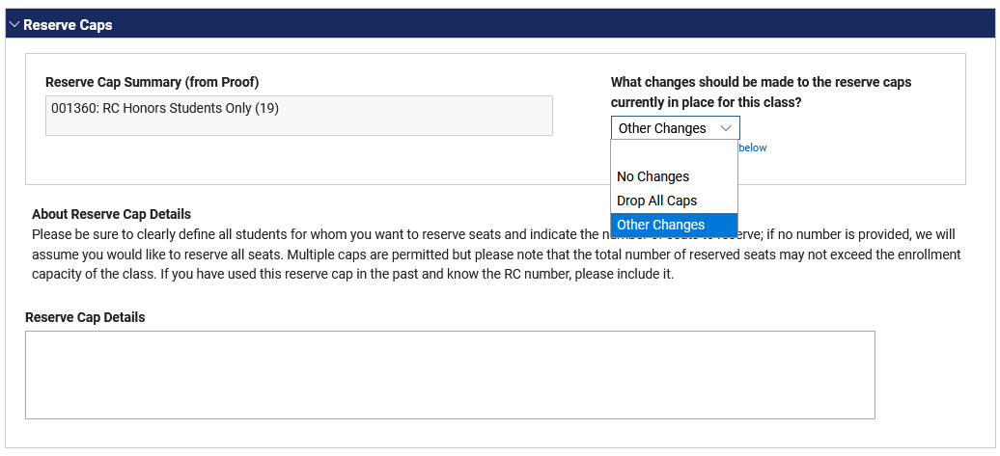 Reserve Caps
Reserve Cap Summary (from Proof)
001360: RC Honors Students Only (19)
What changes should be made to the reserve caps
currently in place for this class?
Other Changes
below
No Changes
Drop All Caps
Other Changes
About Reserve Cap Details
Please be sure to clearly define all students for whom you want to reserve seats and indicate the number of seats to reserve; if no number is provided, we will
assume you would like to reserve all seats. Multiple caps are permitted but please note that the total number of reserved seats may not exceed the enrollment
capacity of the class. If you have used this reserve cap in the past and know the RC number, please include it.
Reserve Cap Details